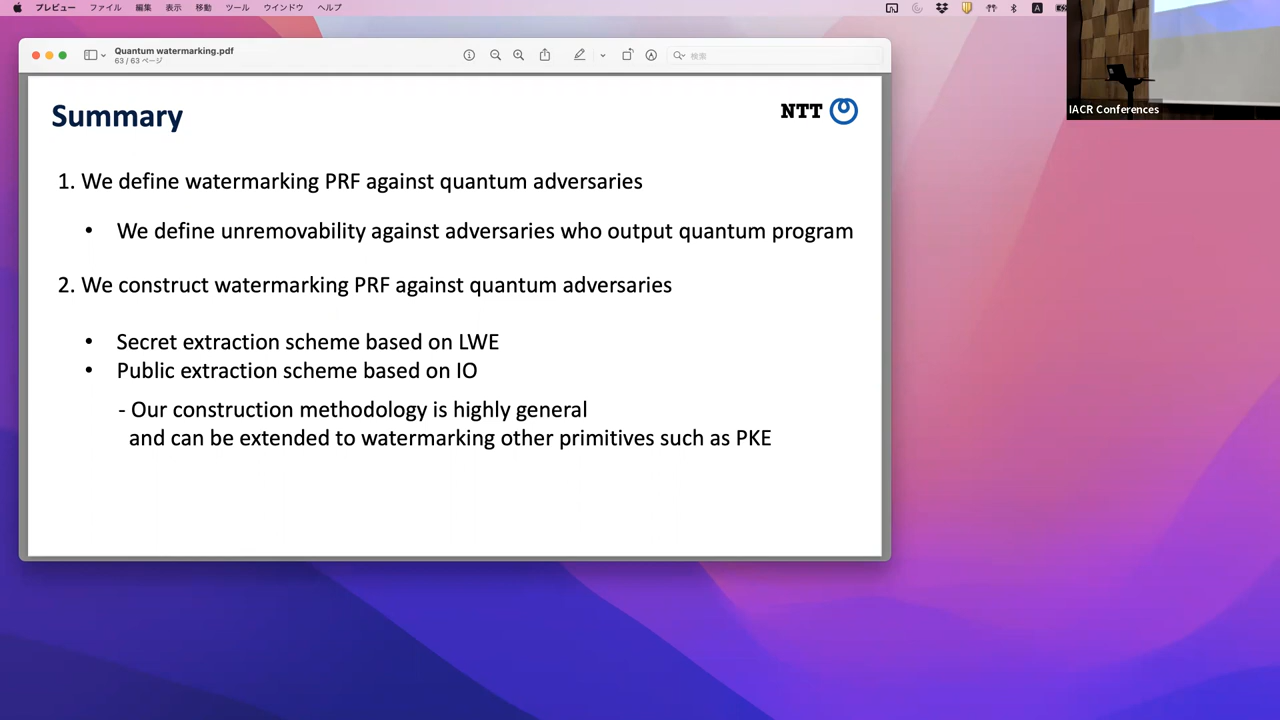 プレビュー ファイル 編集 表示 移動 ツール ウインドウ ヘルプ A
Quantum watermarking.pdf
63 / 63 ページ
検索
IACR Conferences
Summary
NTT
1. We define watermarking PRF against quantum adversaries
• We define unremovability against adversaries who output quantum program
2. We construct watermarking PRF against quantum adversaries
• Secret extraction scheme based on LWE
• Public extraction scheme based on IO
- Our construction methodology is highly general
and can be extended to watermarking other primitives such as PKE